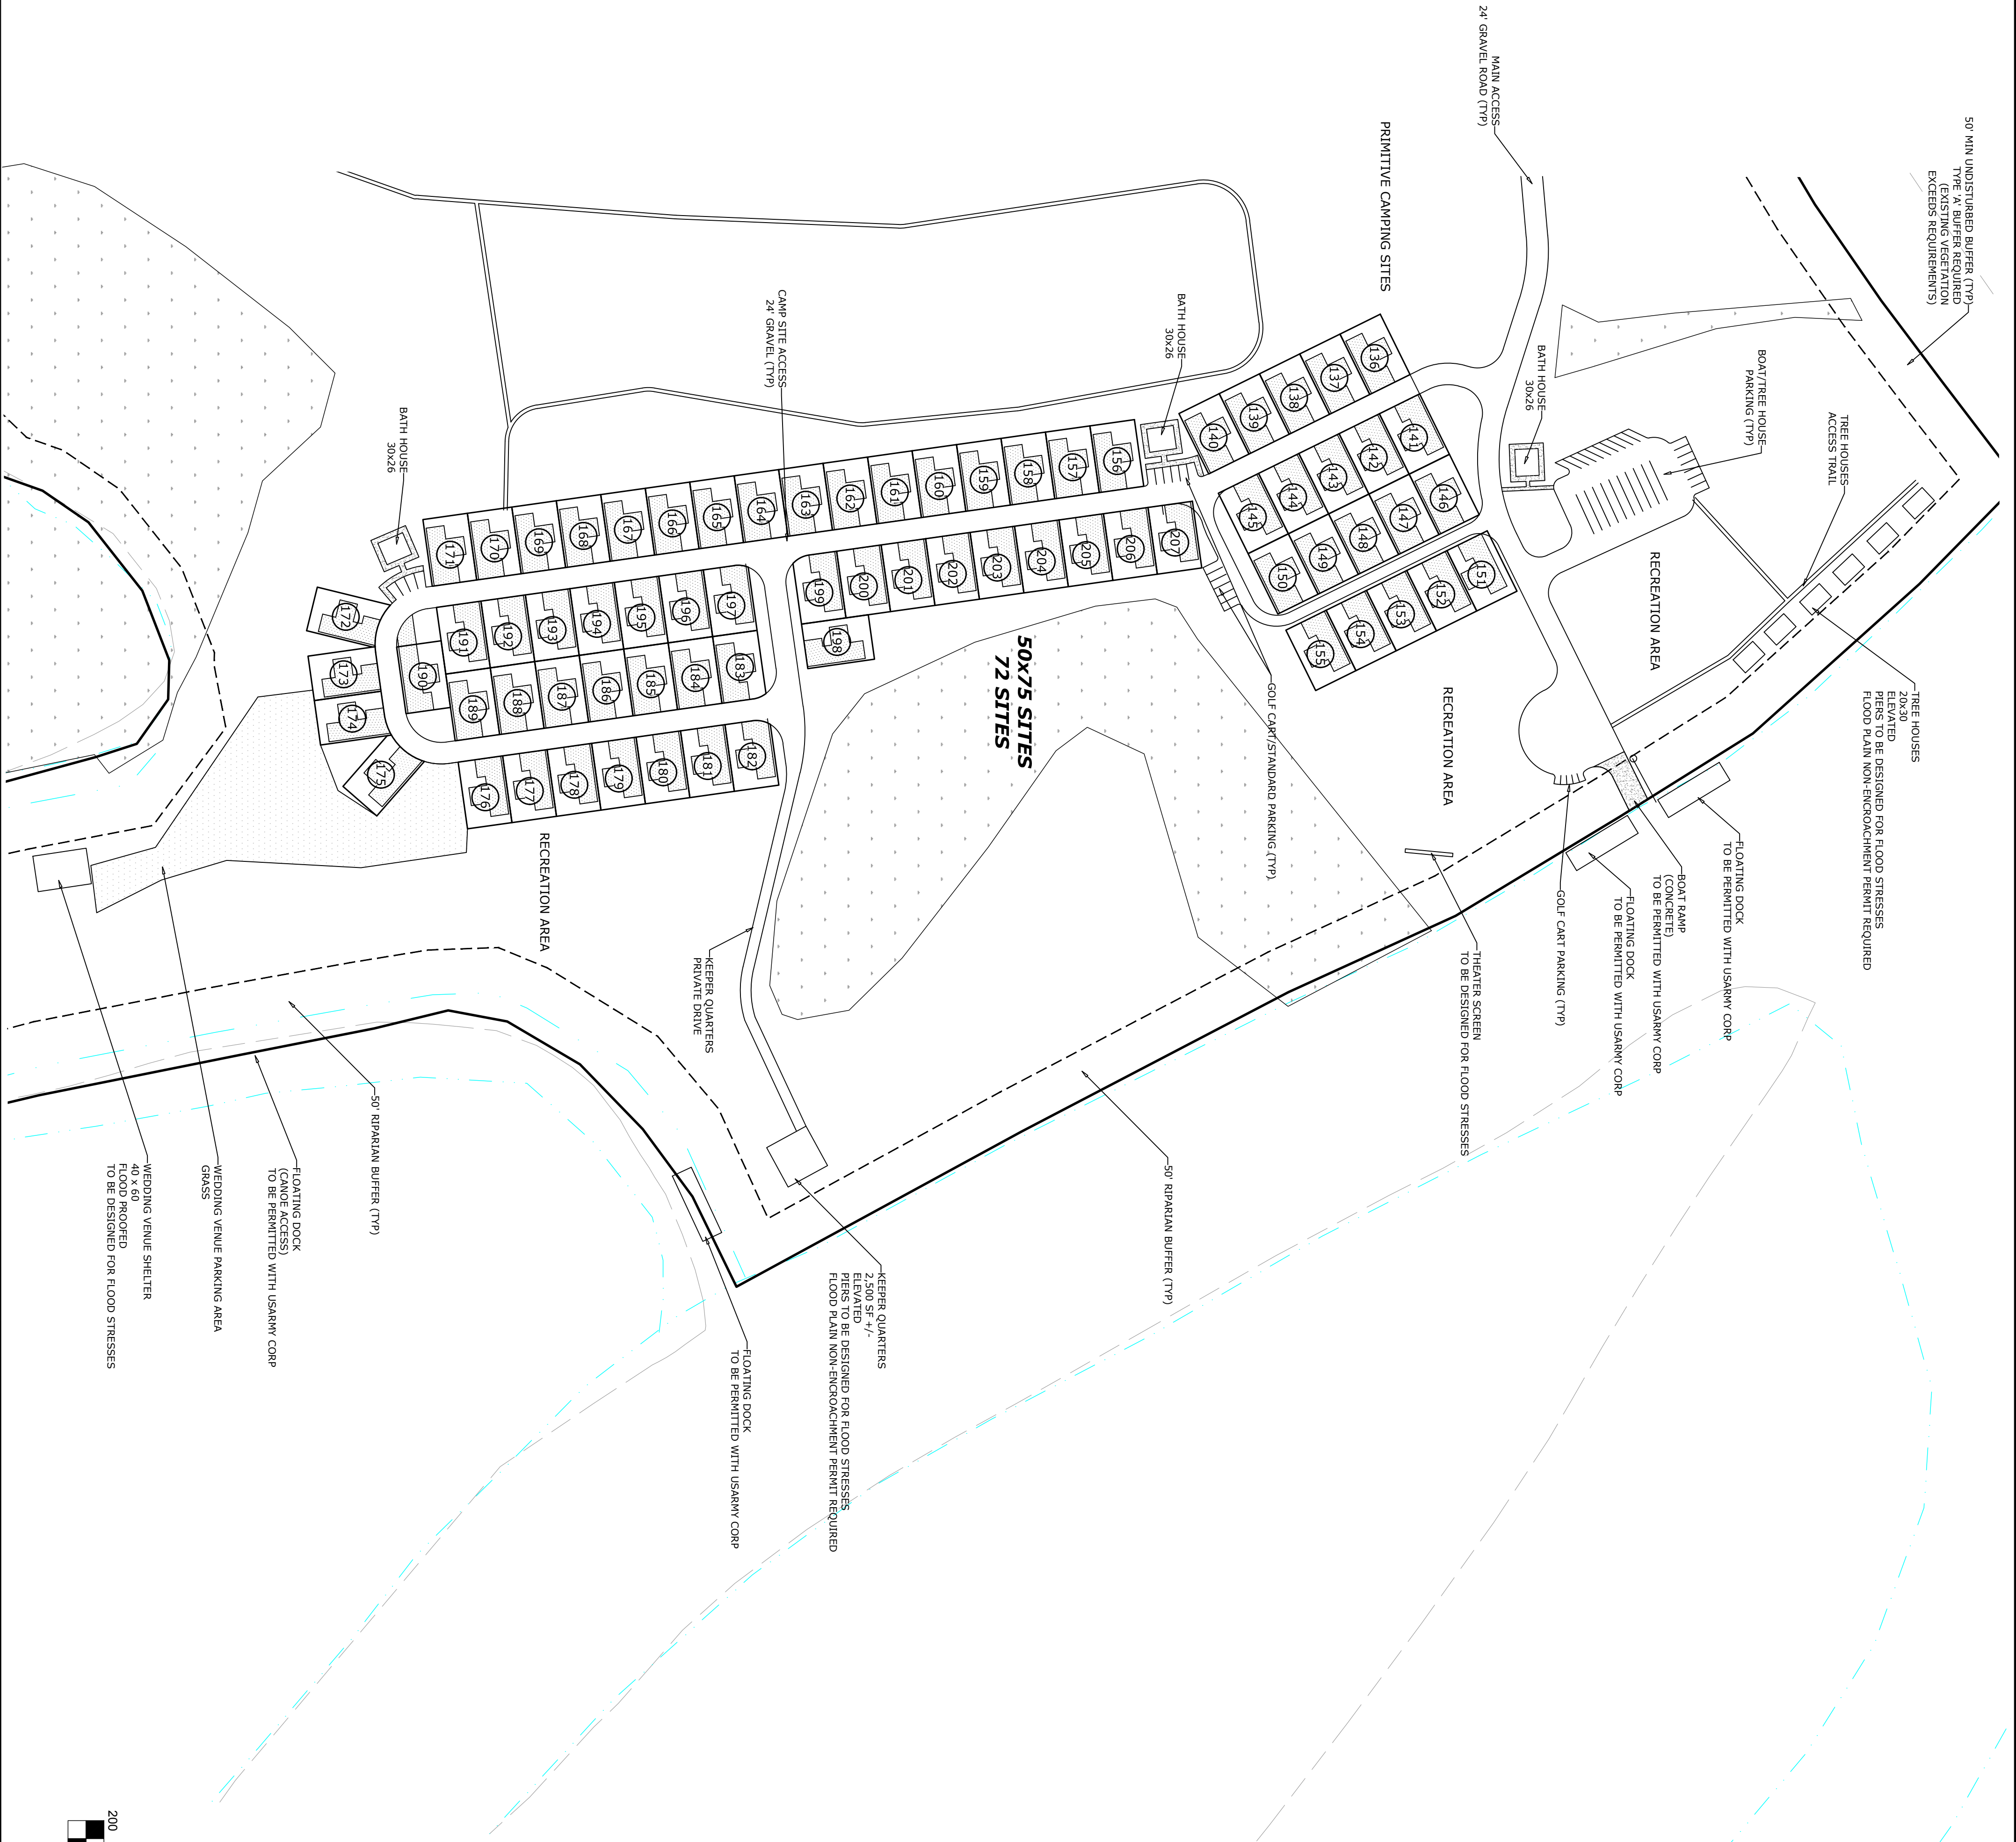 50' MIN UNDISTURBED BUFFER (TYP)
TYPE 'A' BUFFER REQUIRED
(EXISTING VEGETATION
EXCEEDS REQUIREMENTS)
MAIN ACCESS
24' GRAVEL ROAD (TYP)
PRIMITIVE CAMPING SITES
TREE HOUSES
ACCESS TRAIL
BOAT/TREE HOUSE
PARKING (TYP)
BATH HOUSE
30x26
BATH HOUSE
30x26
CAMP SITE ACCESS
24' GRAVEL (TYP)
BATH HOUSE
30x26
RECREATION AREA
TREE HOUSES
20x30
ELEVATED
PIERS TO BE DESIGNED FOR FLOOD STRESSES
FLOOD PLAIN NON-ENCROACHMENT PERMIT REQUIRED
RECREATION AREA
GOLF CART/STANDARD PARKING (TYP)
50x75 SITES
72 SITES
FLOATING DOCK
TO BE PERMITTED WITH USARMY CORP
BOAT RAMP
(CONCRETE)
TO BE PERMITTED WITH USARMY CORP
FLOATING DOCK
TO BE PERMITTED WITH USARMY CORP
GOLF CART PARKING (TYP)
THEATER SCREEN
TO BE DESIGNED FOR FLOOD STRESSES
RECREATION AREA
KEEPER QUARTERS
PRIVATE DRIVE
50' RIPARIAN BUFFER (TYP)
KEEPER QUARTERS
2,500 SF +/-
ELEVATED
PIERS TO BE DESIGNED FOR FLOOD STRESSES
FLOOD PLAIN NON-ENCROACHMENT PERMIT REQUIRED
FLOATING DOCK
TO BE PERMITTED WITH USARMY CORP
50' RIPARIAN BUFFER (TYP)
FLOATING DOCK
(CANOE ACCESS)
TO BE PERMITTED WITH USARMY CORP
WEDDING VENUE PARKING AREA
GRASS
WEDDING VENUE SHELTER
40 x 60
FLOOD PROOFED
TO BE DESIGNED FOR FLOOD STRESSES
200
136
137
138
139
140
141
142
143
144
145
146
147
148
149
150
151
152
153
154
155
156
157
158
159
160
161
162
163
164
165
166
167
168
169
170
171
172
173
174
175
176
177
178
179
180
181
182
183
184
185
186
187
188
189
190
191
192
193
194
195
196
197
198
199
200
201
202
203
204
205
206
207